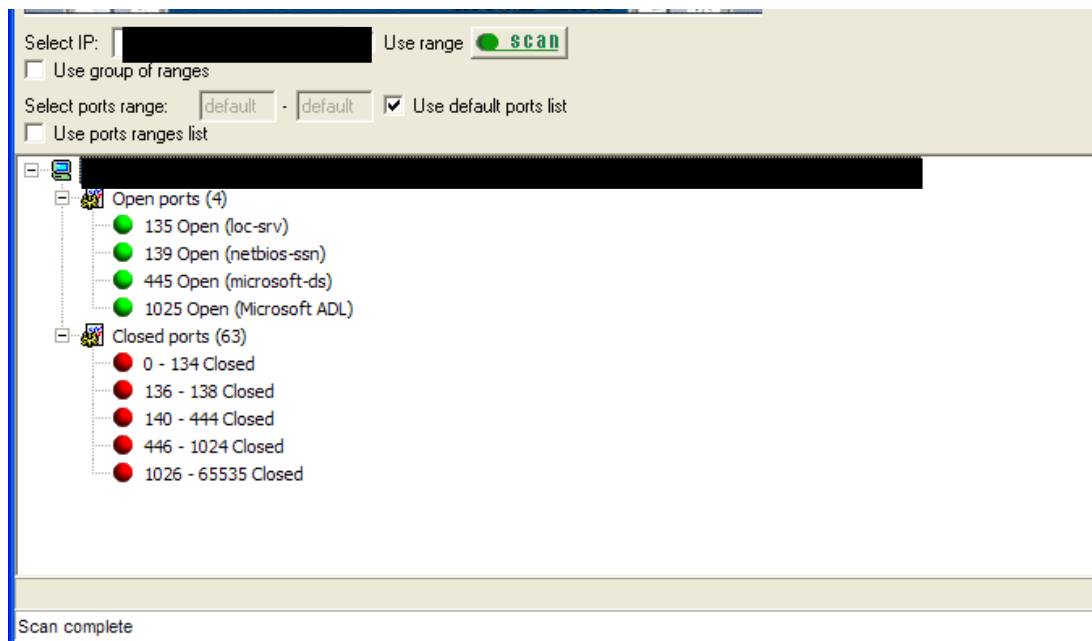 Select IP: Use range scan
Use group of ranges
Select ports range: default - default Use default ports list
Use ports ranges list
Open ports (4)
135 Open (loc-srv)
139 Open (netbios-ssn)
445 Open (microsoft-ds)
1025 Open (Microsoft ADL)
Closed ports (63)
0 - 134 Closed
136 - 138 Closed
140 - 444 Closed
446 - 1024 Closed
1026 - 65535 Closed
Scan complete